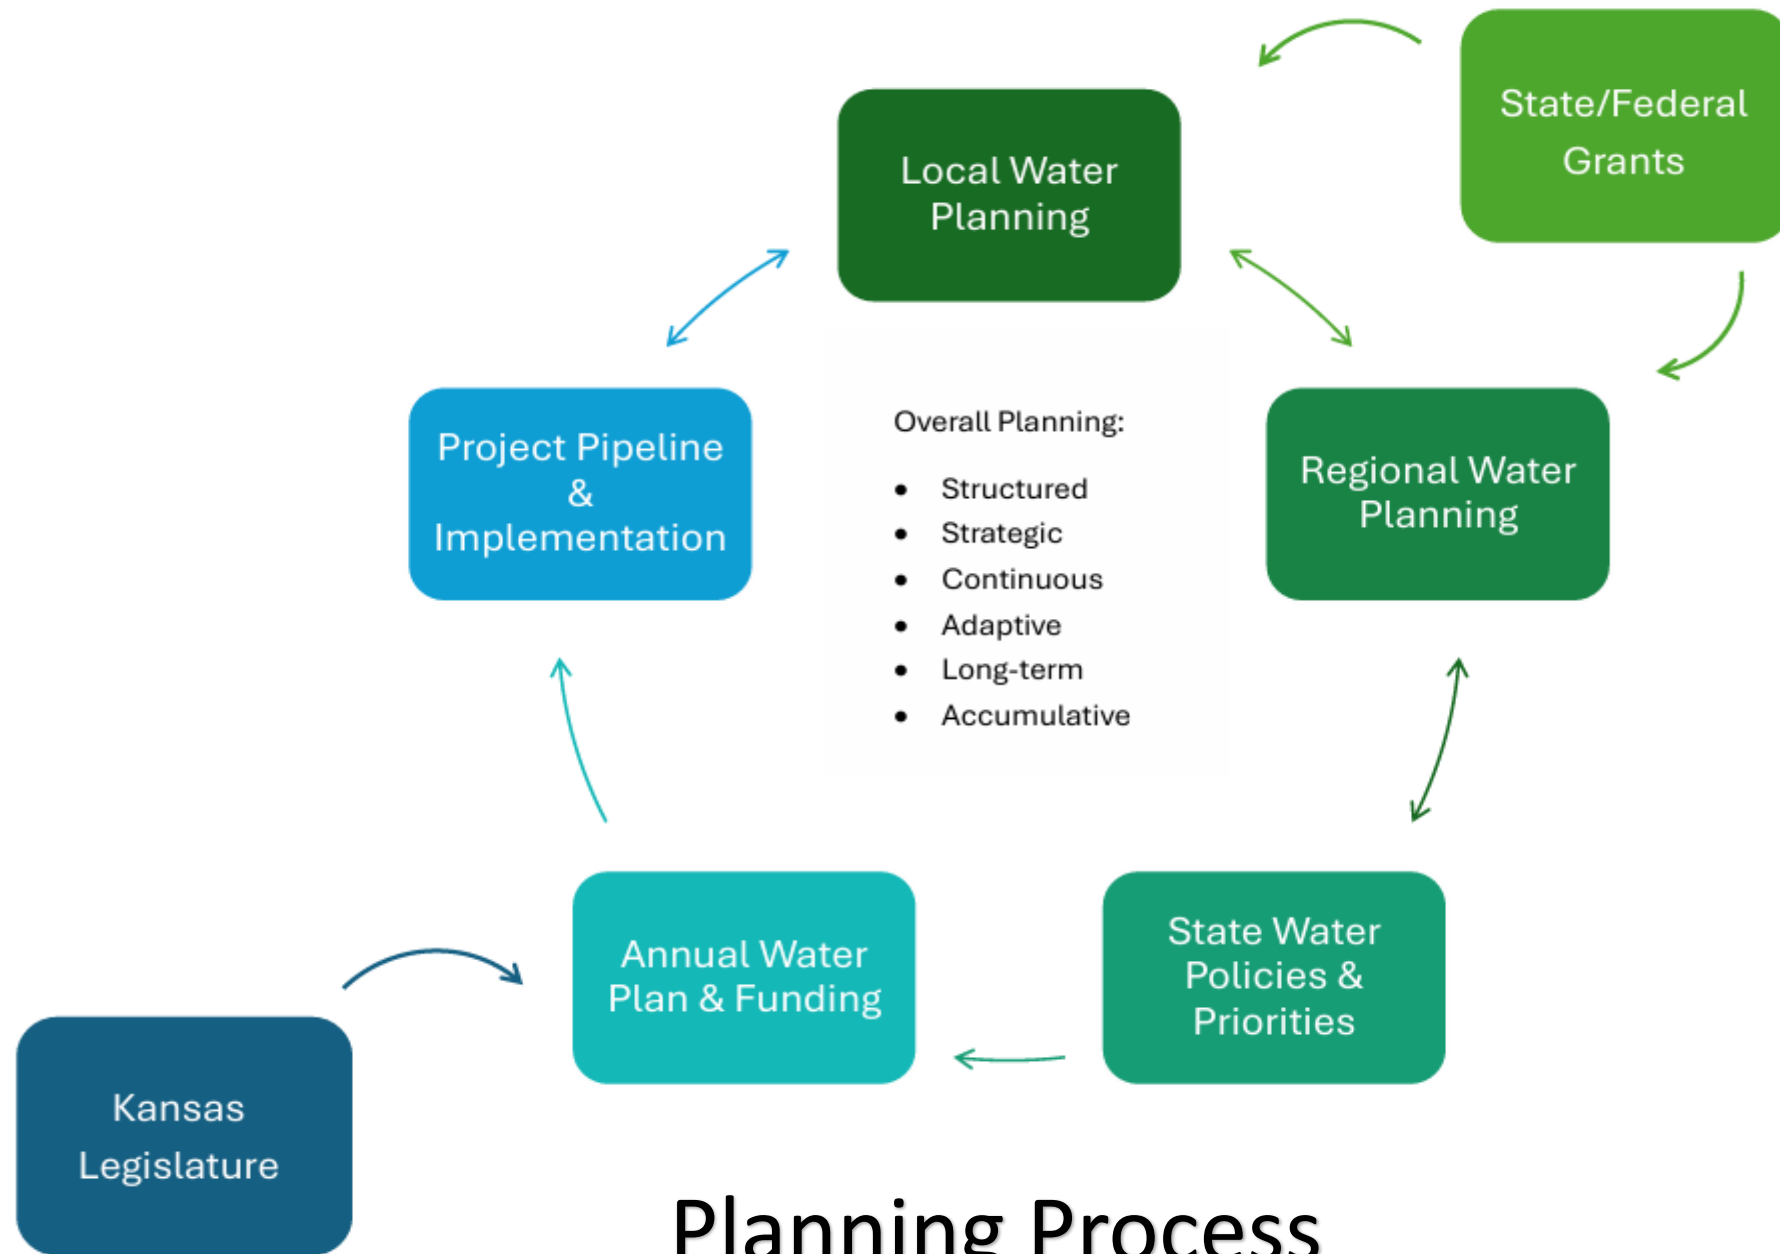 State/Federal
Grants
Local Water
Planning
Project Pipeline
&
Implementation
Overall Planning:
• Structured
• Strategic
• Continuous
• Adaptive
• Long-term
• Accumulative
Regional Water
Planning
Annual Water
Plan & Funding
State Water
Policies &
Priorities
Kansas
Legislature
Planning Process